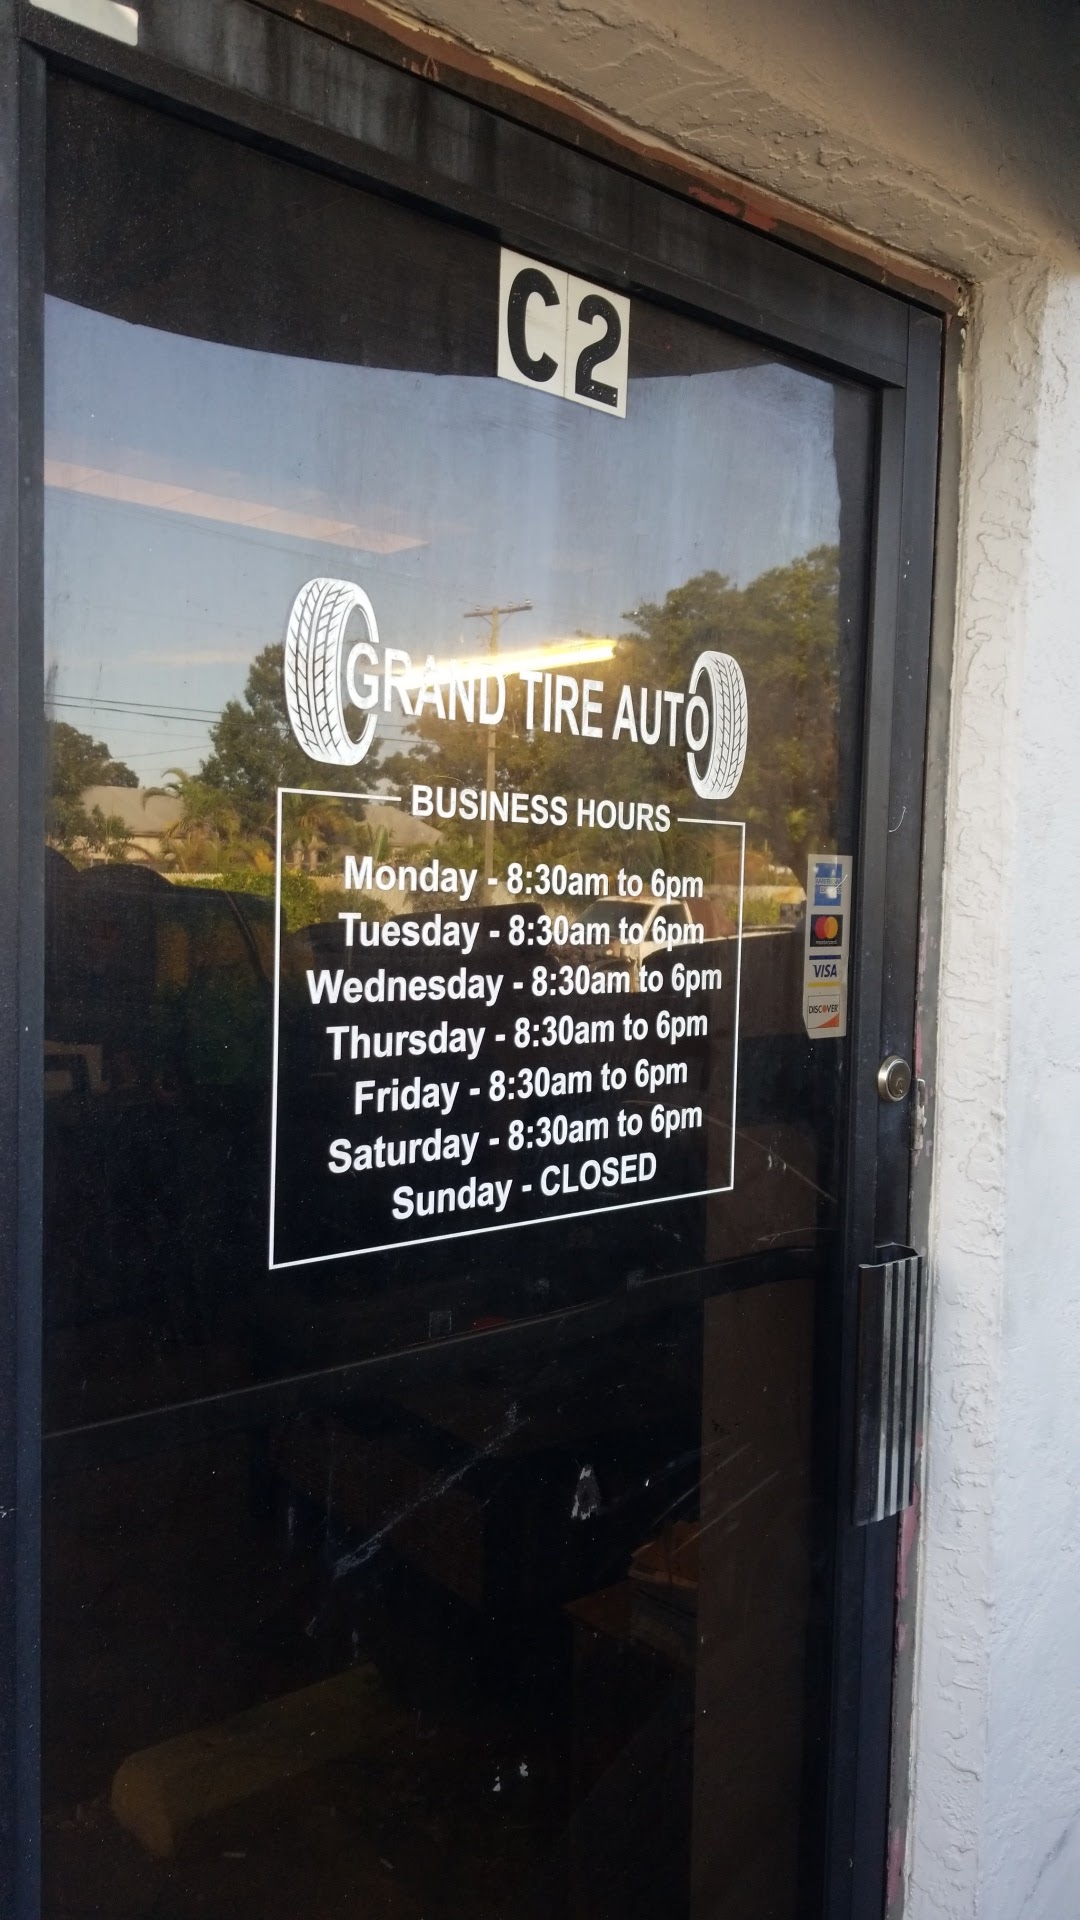 C2
GRAND TIRE AUTO
BUSINESS HOURS
Monday - 8:30am to 6pm
Tuesday - 8:30am to 6pm
Wednesday - 8:30am to 6pm
Thursday - 8:30am to 6pm
Friday - 8:30am to 6pm
Saturday - 8:30am to 6pm
Sunday - CLOSED
mastercard
VISA
DISCOVER